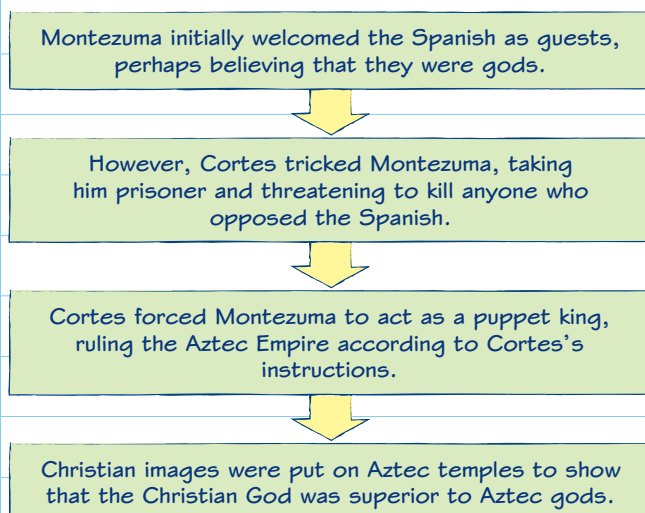 Montezuma initially welcomed the Spanish as guests,
perhaps believing that they were gods.
However, Cortes tricked Montezuma, taking
him prisoner and threatening to kill anyone who
opposed the Spanish.
Cortes forced Montezuma to act as a puppet king,
ruling the Aztec Empire according to Cortes's
instructions.
Christian images were put on Aztec temples to show
that the Christian God was superior to Aztec gods.